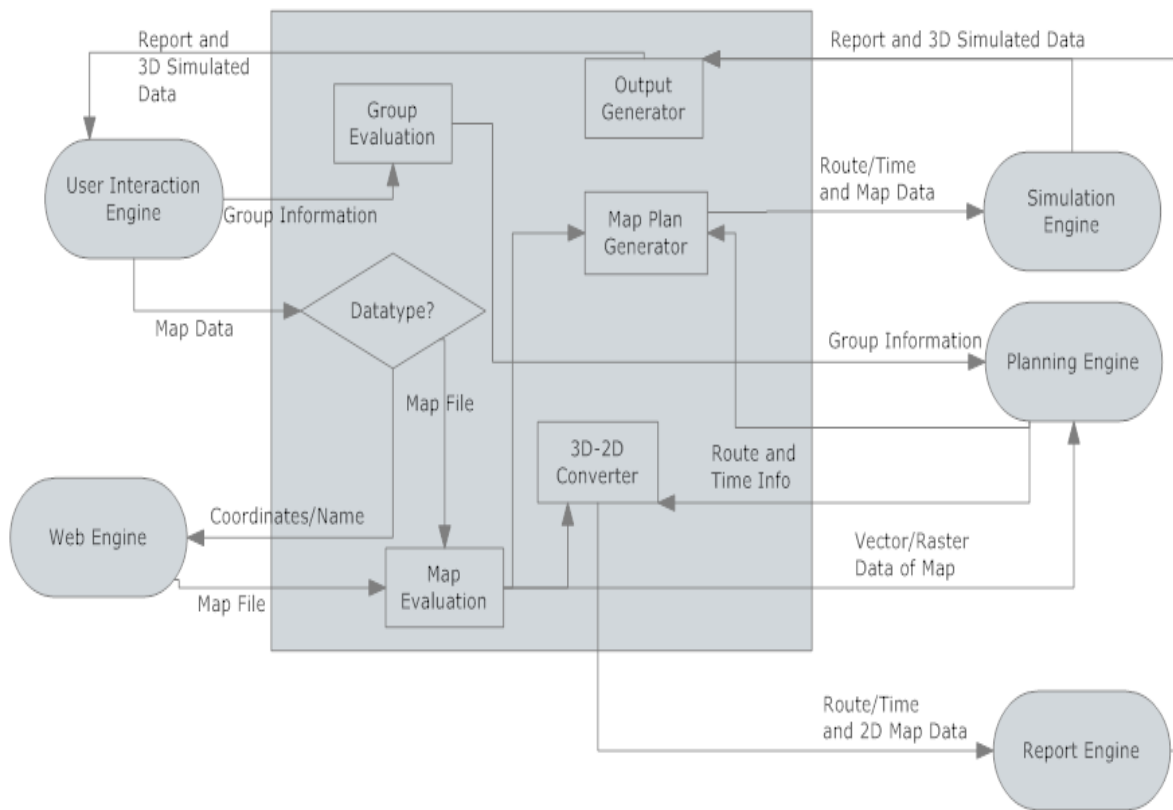 Report and
3D Simulated
Data
Report and 3D Simulated Data
Output
Generator
Group
Evaluation
User Interaction
Engine
Group Information
Route/Time
and Map Data
Simulation
Engine
Map Plan
Generator
Datatype?
Map Data
Group Information
Planning Engine
Map File
3D-2D
Converter
Route and
Time Info
Coordinates/Name
Web Engine
Vector/Raster
Data of Map
Map
Evaluation
Map File
Route/Time
and 2D Map Data
Report Engine